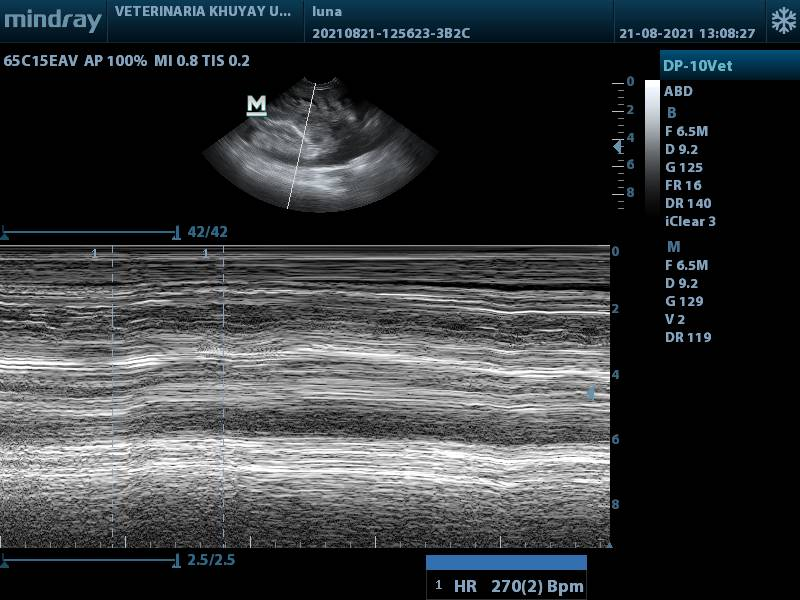 mindray
VETERINARIA KHUYAY U...
luna
20210821-125623-3B2C
21-08-2021 13:08:27
65C15EAV AP 100% MI 0.8 TIS 0.2
DP-10Vet
M
0
2
4
6
8
ABD
B
F 6.5M
D 9.2
G 125
FR 16
DR 140
iClear 3
M
F 6.5M
D 9.2
G 129
V 2
DR 119
42/42
1
1
0
2
4
6
8
2.5/2.5
1 HR 270(2) Bpm